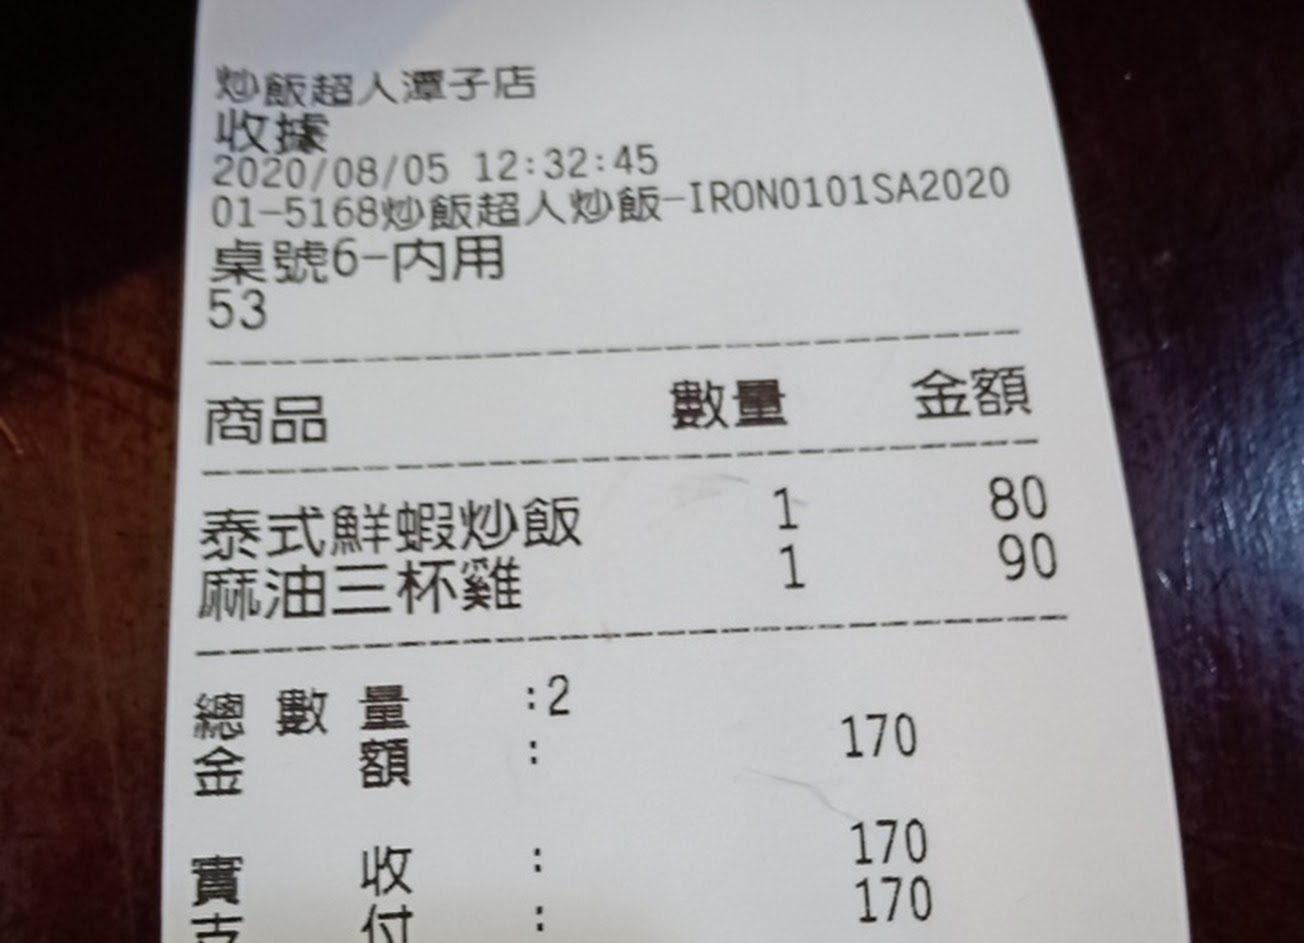 炒飯超人潭子店
收據
2020/08/05 12:32:45
01-5168炒飯超人炒飯-IRON0101SA2020
桌號6-內用
53
商品 數量 金額
泰式鮮蝦炒飯 1 80
麻油三杯雞 1 90
總 數 量 :2
金 額 : 170
實 收 : 170
支 付 : 170